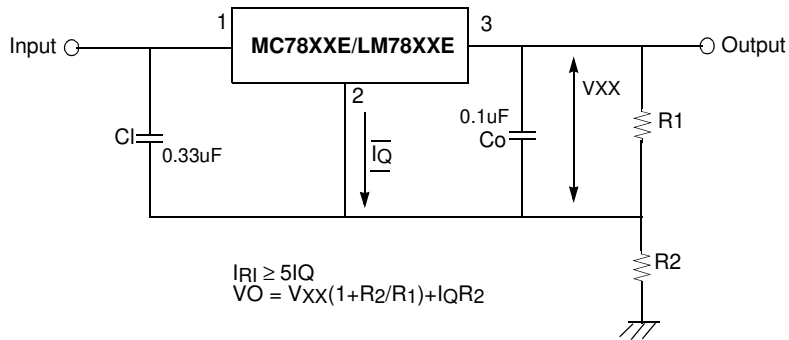 1
3
Input
MC78XXE/LM78XXE
Output
2
VXX
0.1uF
Co
R1
CI
0.33uF
IQ
R2
IRI ≥ 5IQ
VO = VXX(1+R2/R1)+IQR2